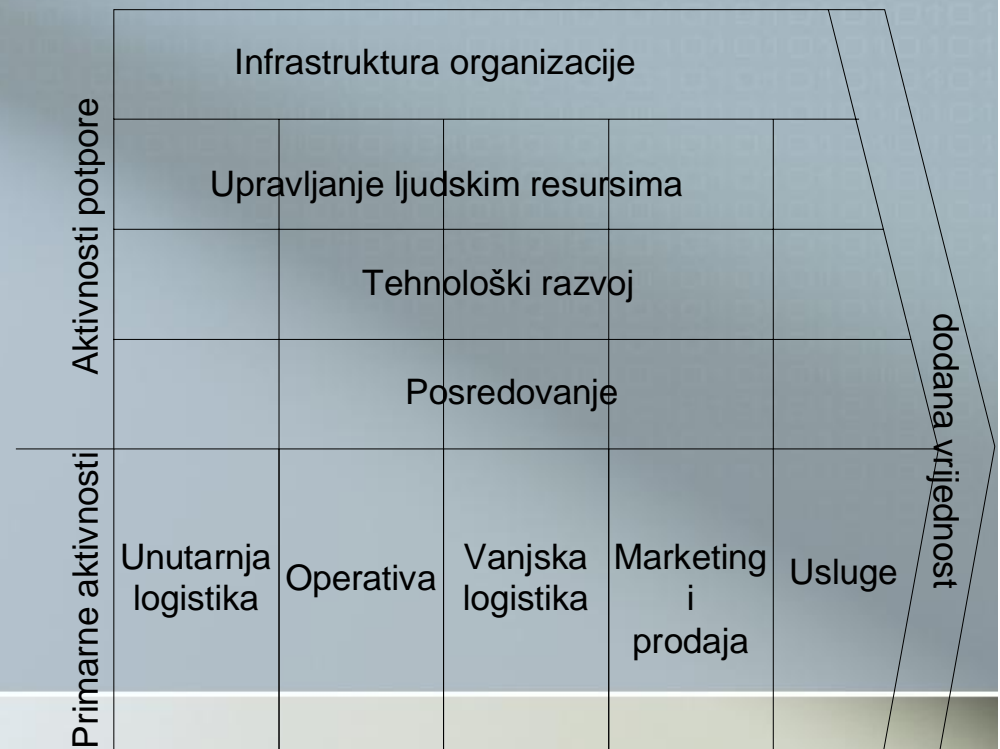 Aktivnosti potpore
Infrastruktura organizacije
Upravljanje ljudskim resursima
Tehnološki razvoj
Posredovanje
Primarne aktivnosti
Unutarnja
logistika
Operativa
Vanjska
logistika
Marketing
i
prodaja
Usluge
dodana vrijednost